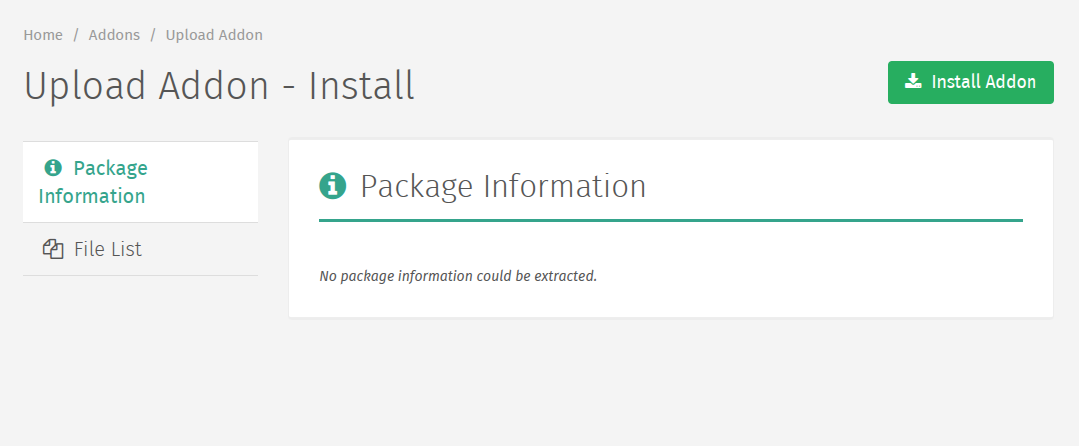 Home / Addons / Upload Addon
Upload Addon - Install
Install Addon
Package
Information
File List
Package Information
No package information could be extracted.